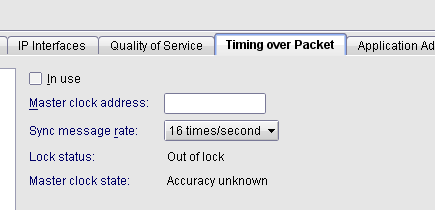 IP Interfaces Quality of Service Timing over Packet Application Ad
In use
Master clock address:
Sync message rate: 16 times/second
Lock status: Out of lock
Master clock state: Accuracy unknown